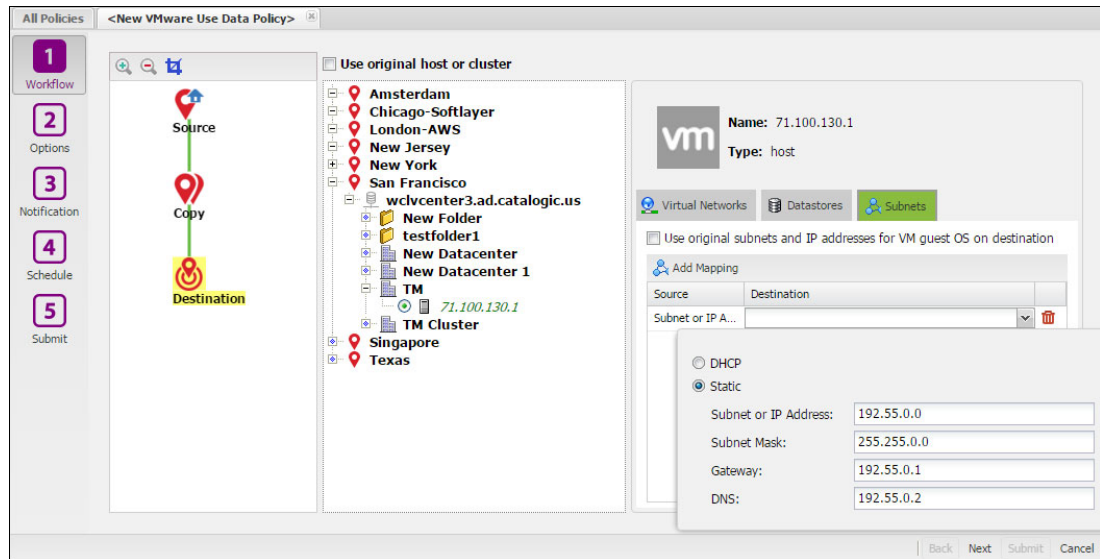 All Policies
<New VMware Use Data Policy>
1
Workflow
2
Options
3
Notification
4
Schedule
5
Submit
Source
Copy
Destination
Use original host or cluster
Amsterdam
Chicago-Softlayer
London-AWS
New Jersey
New York
San Francisco
wclvcenter3.ad.catalogic.us
New Folder
testfolder1
New Datacenter
New Datacenter 1
TM
71.100.130.1
TM Cluster
Singapore
Texas
vm
Name: 71.100.130.1
Type: host
Virtual Networks
Datastores
Subnets
Use original subnets and IP addresses for VM guest OS on destination
Add Mapping
Source Destination
Subnet or IP A...
DHCP
Static
Subnet or IP Address: 192.55.0.0
Subnet Mask: 255.255.0.0
Gateway: 192.55.0.1
DNS: 192.55.0.2
Back Next Submit Cancel